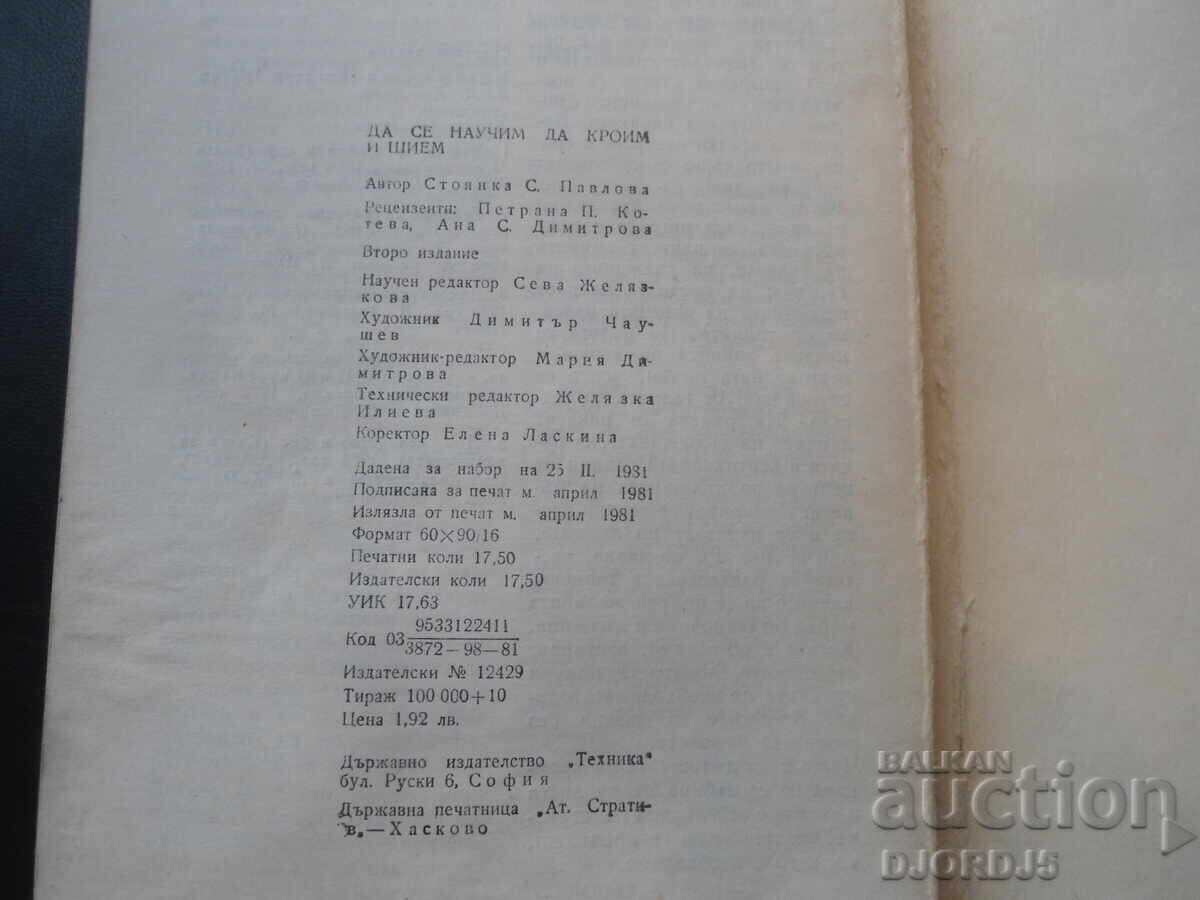 ДА СЕ НАУЧИМ ДА КРОИМ
И ШИЕМ
Автор Стоянка С. Павлова
Рецензенти: Петрана П. Ко-
тева, Ана С. Димитрова
Второ издание
Научен редактор Сева Желяз-
кова
Художник Димитър Чау-
шев
Художник-редактор Мария Ди-
митрова
Технически редактор Желязка
Илиева
Коректор Елена Ласкина
Дадена за набор на 25 II. 1981
Подписана за печат м. април 1981
Излязла от печат м. април 1981
Формат 60×90/16
Печатни коли 17,50
Издателски коли 17,50
УИК 17,63
Код 03 9533122411
3872—98—81
Издателски № 12429
Тираж 100 000+10
Цена 1,92 лв.
Държавно издателство „Техника"
бул. Руски 6, София
Държавна печатница „Ат. Страти-
в„—Хасково
BALKAN
auction
DJORDJ5